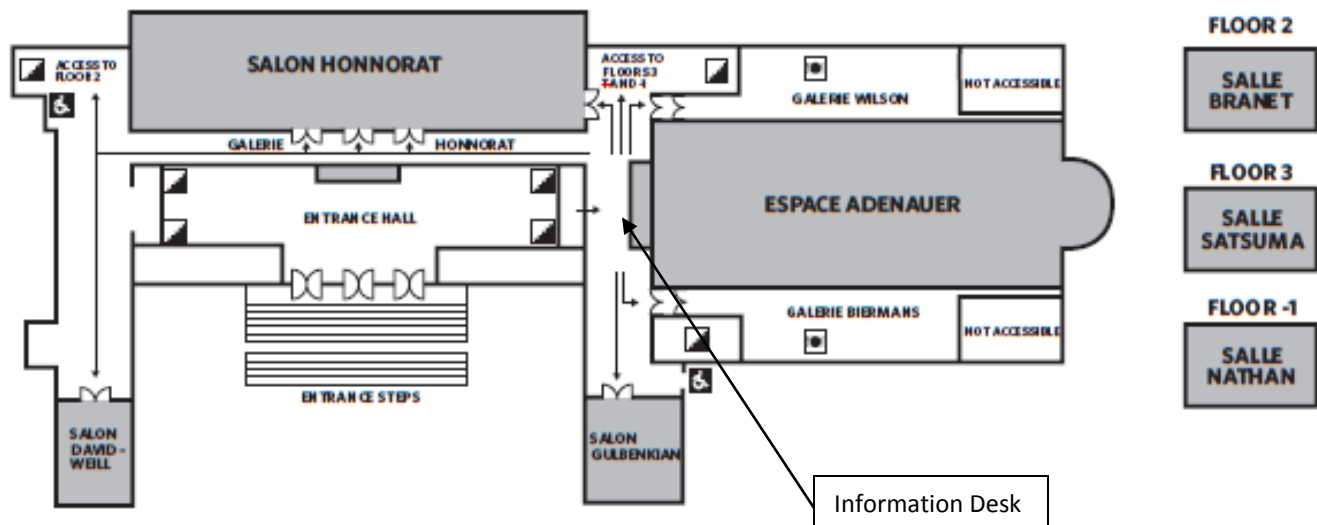 SALON HONNORAT
ACCESS TO
FLOOR 2
ACCESS TO
FLOORS 3
AND 4
GALERIE WILSON
NOT ACCESSIBLE
GALERIE HONNORAT
ENTRANCE HALL
ESPACE ADENAUER
GALERIE BIERMANS
NOT ACCESSIBLE
ENTRANCE STEPS
SALON
DAVID-
WEILL
SALON
GULBENKIAN
Information Desk
FLOOR 2
SALLE
BRANET
FLOOR 3
SALLE
SATSUMA
FLOOR -1
SALLE
NATHAN